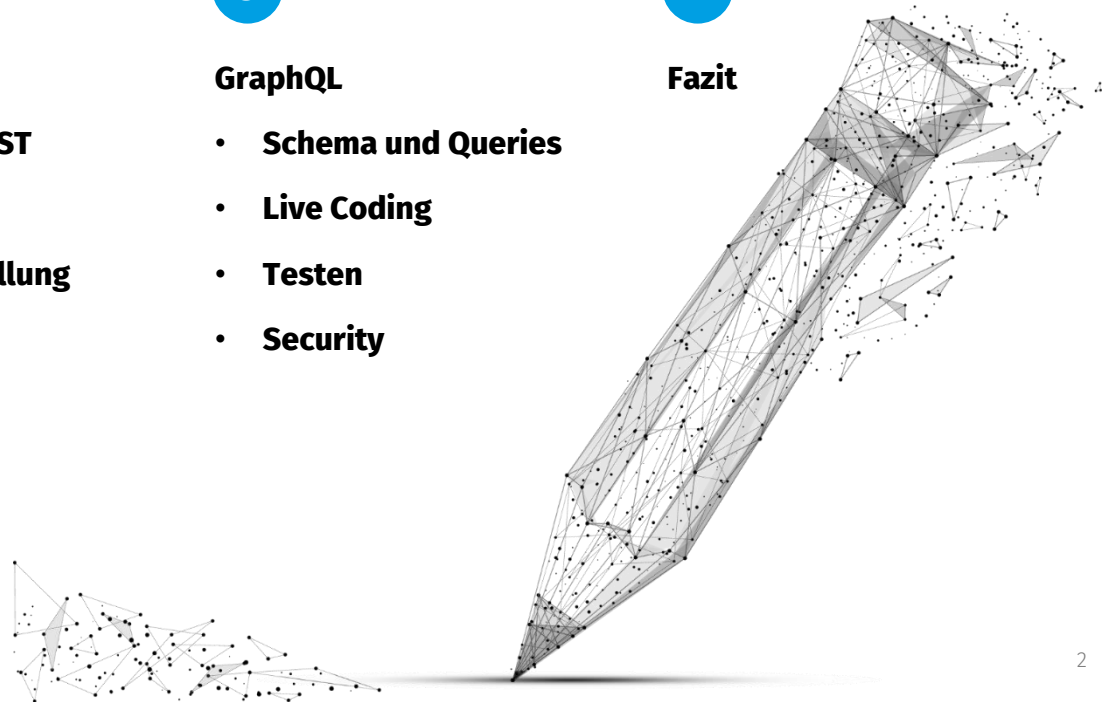 GraphQL
• Schema und Queries
• Live Coding
• Testen
• Security
Fazit
ST
llung
2